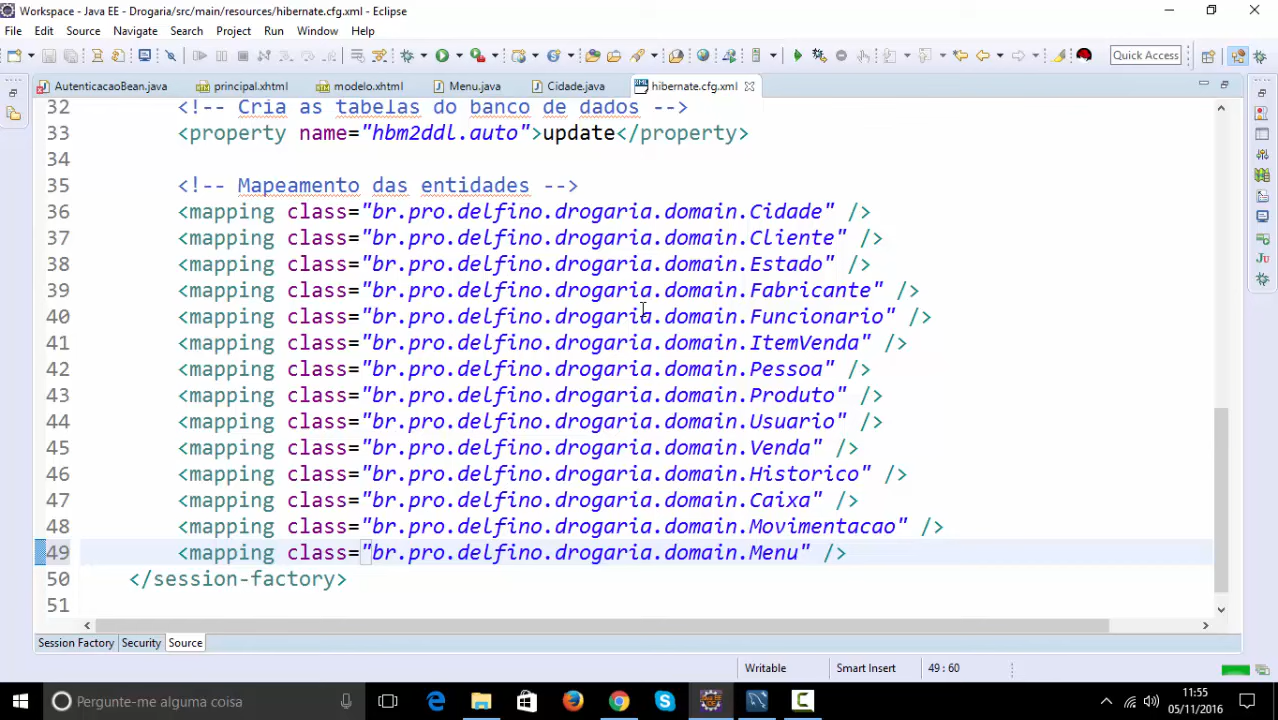 Workspace - Java EE - Drogaria/src/main/resources/hibernate.cfg.xml - Eclipse
File Edit Source Navigate Search Project Run Window Help
Quick Access
AutenticacaoBean.java principal.xhtml modelo.xhtml Menu.java Cidade.java hibernate.cfg.xml
32 <!-- Cria as tabelas do banco de dados -->
33 <property name="hbm2ddl.auto">update</property>
34
35 <!-- Mapeamento das entidades -->
36 <mapping class="br.pro.delfino.drogaria.domain.Cidade" />
37 <mapping class="br.pro.delfino.drogaria.domain.Cliente" />
38 <mapping class="br.pro.delfino.drogaria.domain.Estado" />
39 <mapping class="br.pro.delfino.drogaria.domain.Fabricante" />
40 <mapping class="br.pro.delfino.drogaria.domain.Funcionario" />
41 <mapping class="br.pro.delfino.drogaria.domain.ItemVenda" />
42 <mapping class="br.pro.delfino.drogaria.domain.Pessoa" />
43 <mapping class="br.pro.delfino.drogaria.domain.Produto" />
44 <mapping class="br.pro.delfino.drogaria.domain.Usuario" />
45 <mapping class="br.pro.delfino.drogaria.domain.Venda" />
46 <mapping class="br.pro.delfino.drogaria.domain.Historico" />
47 <mapping class="br.pro.delfino.drogaria.domain.Caixa" />
48 <mapping class="br.pro.delfino.drogaria.domain.Movimentacao" />
49 <mapping class="br.pro.delfino.drogaria.domain.Menu" />
50 </session-factory>
51
Session Factory Security Source
Writable Smart Insert 49 : 60
Pergunte-me alguma coisa
11:55
05/11/2016